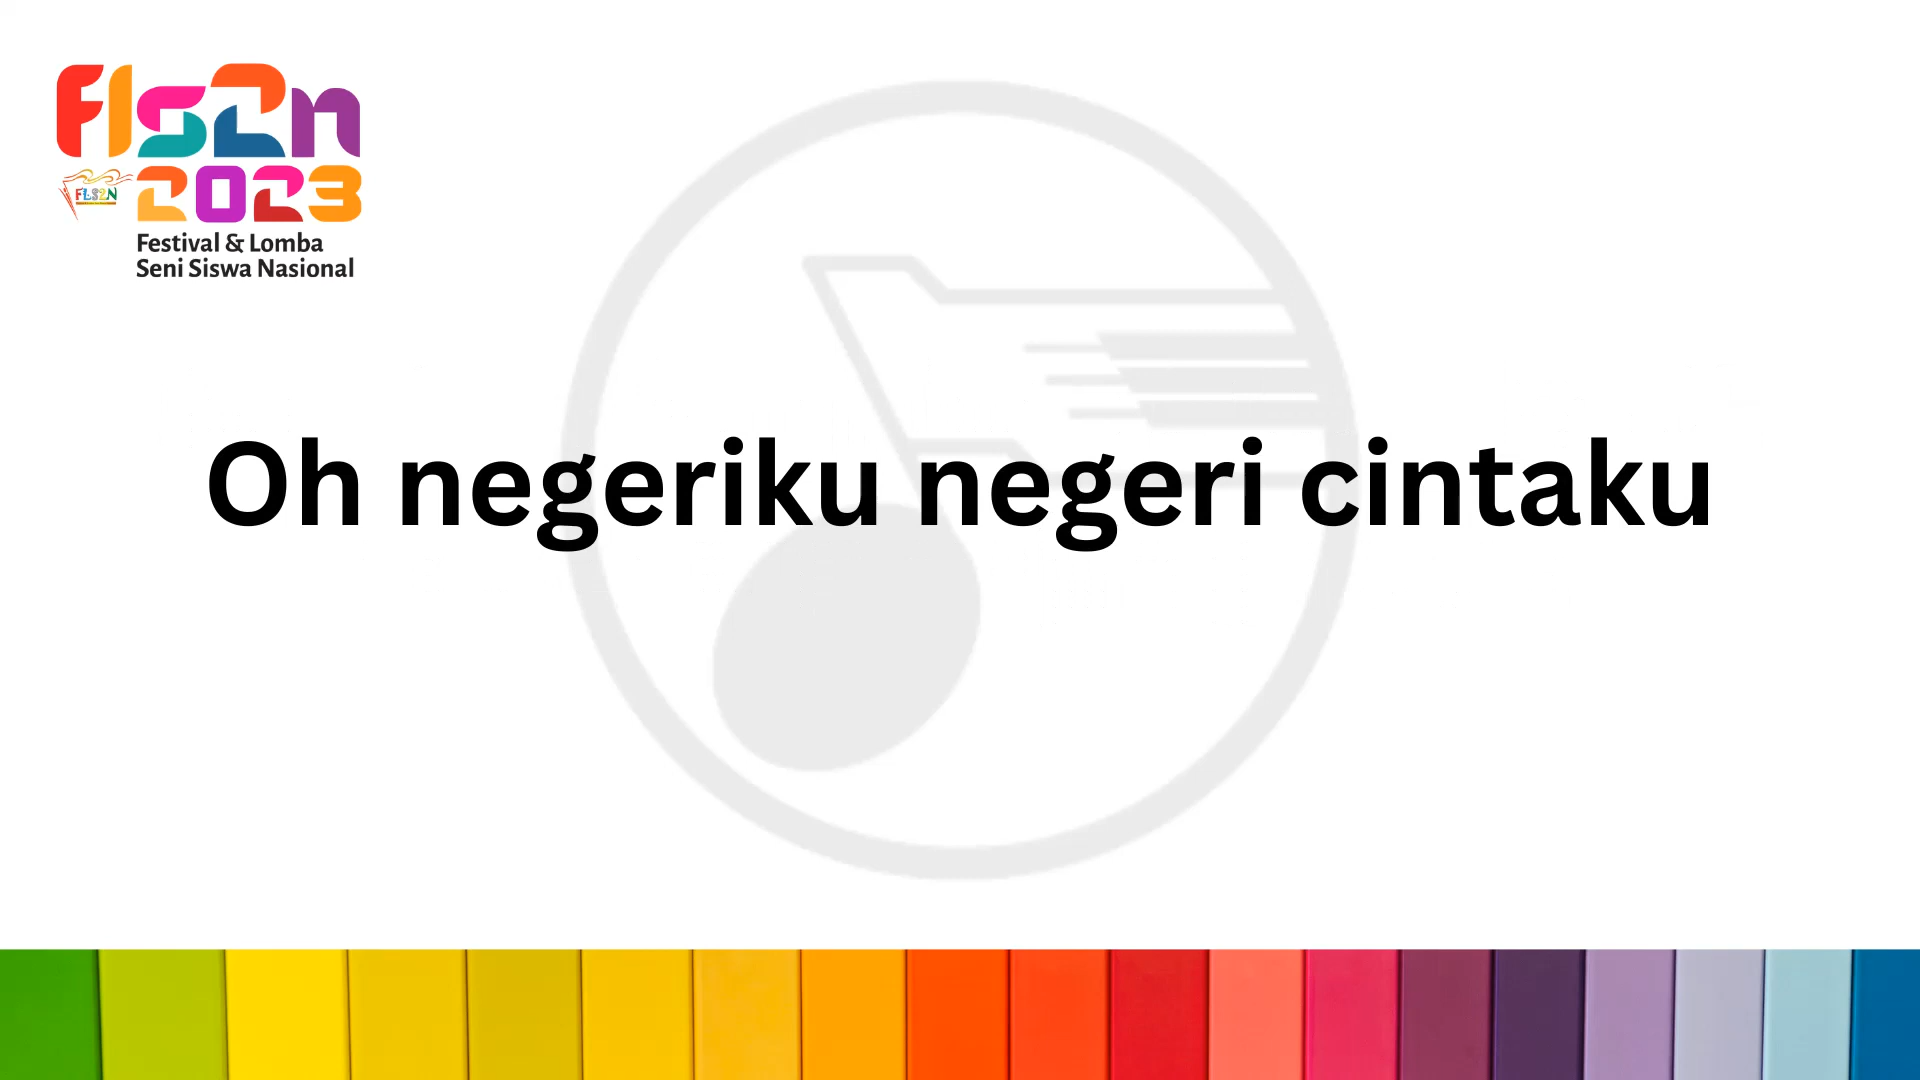 FLS2N
2023
FLS2N
Festival & Lomba
Seni Siswa Nasional
Oh negeriku negeri cintaku